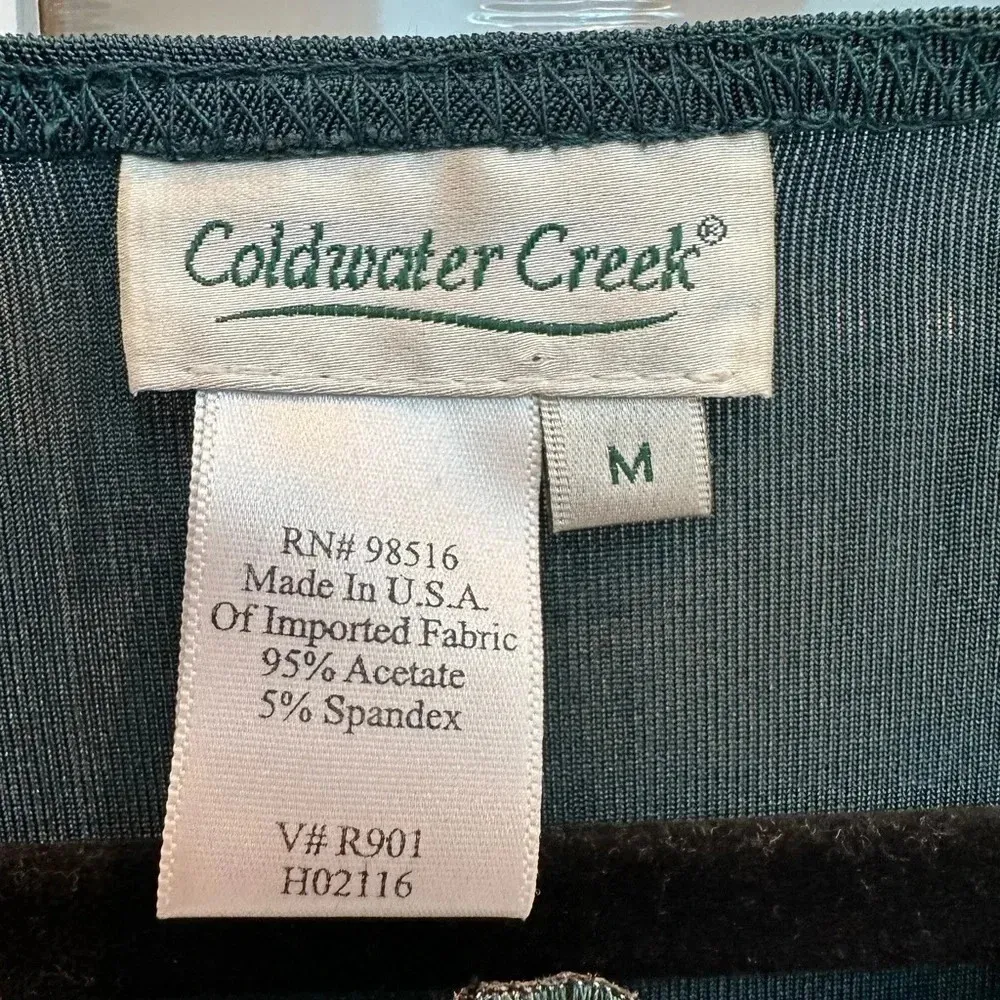 Coldwater Creek®
M
RN# 98516
Made In U.S.A.
Of Imported Fabric
95% Acetate
5% Spandex
V# R901
H02116